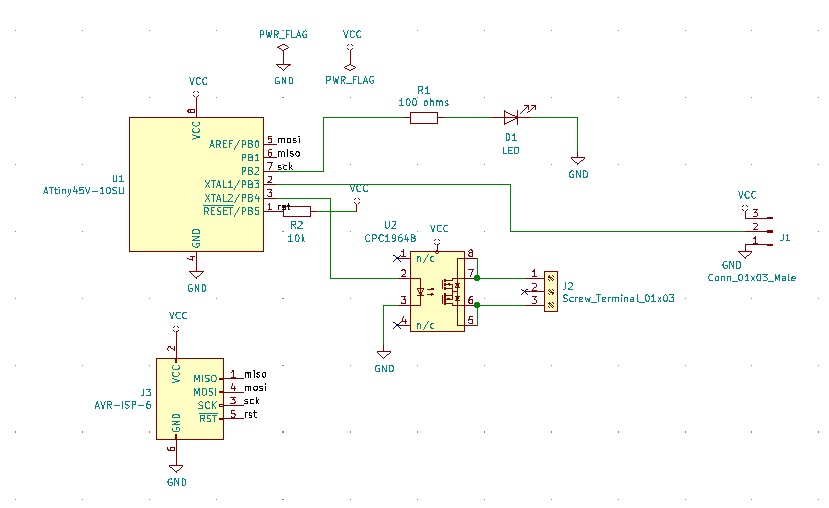 PWR_FLAG
GND
VCC
PWR_FLAG
VCC
8
VCC
U1
ATtiny45V-10SU
AREF/PB0
5
mosi
PB1
6
miso
PB2
7
sck
XTAL1/PB3
2
XTAL2/PB4
3
RESET/PB5
1
rst
GND
4
GND
R1
100 ohms
D1
LED
GND
VCC
R2
10k
U2
CPC1964B
VCC
1
n/c
8
2
7
3
6
4
n/c
5
GND
1
2
3
J2
Screw_Terminal_01x03
VCC
3
2
1
J1
GND
Conn_01x03_Male
VCC
2
VCC
J3
AVR-ISP-6
MISO
1
miso
MOSI
4
mosi
SCK
3
sck
RST
5
rst
GND
6
GND